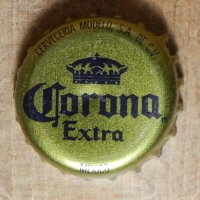 CERVECERIA MODELO, S.A. DE C.V.
Corona
Extra
MEXICO